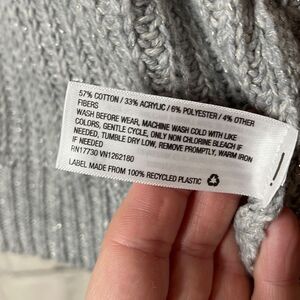 57% COTTON / 33% ACRYLIC / 6% POLYESTER / 4% OTHER
FIBERS
WASH BEFORE WEAR, MACHINE WASH COLD WITH LIKE
COLORS, GENTLE CYCLE, ONLY NON CHLORINE BLEACH IF
NEEDED, TUMBLE DRY LOW, REMOVE PROMPTLY, WARM IRON
IF NEEDED
RN17730 VN1262180
LABEL MADE FROM 100% RECYCLED PLASTIC